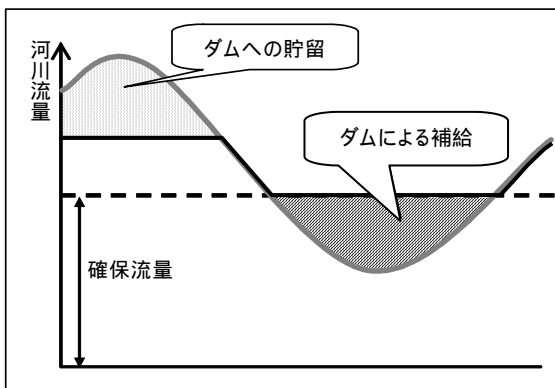 河川流量
ダムへの貯留
ダムによる補給
確保流量